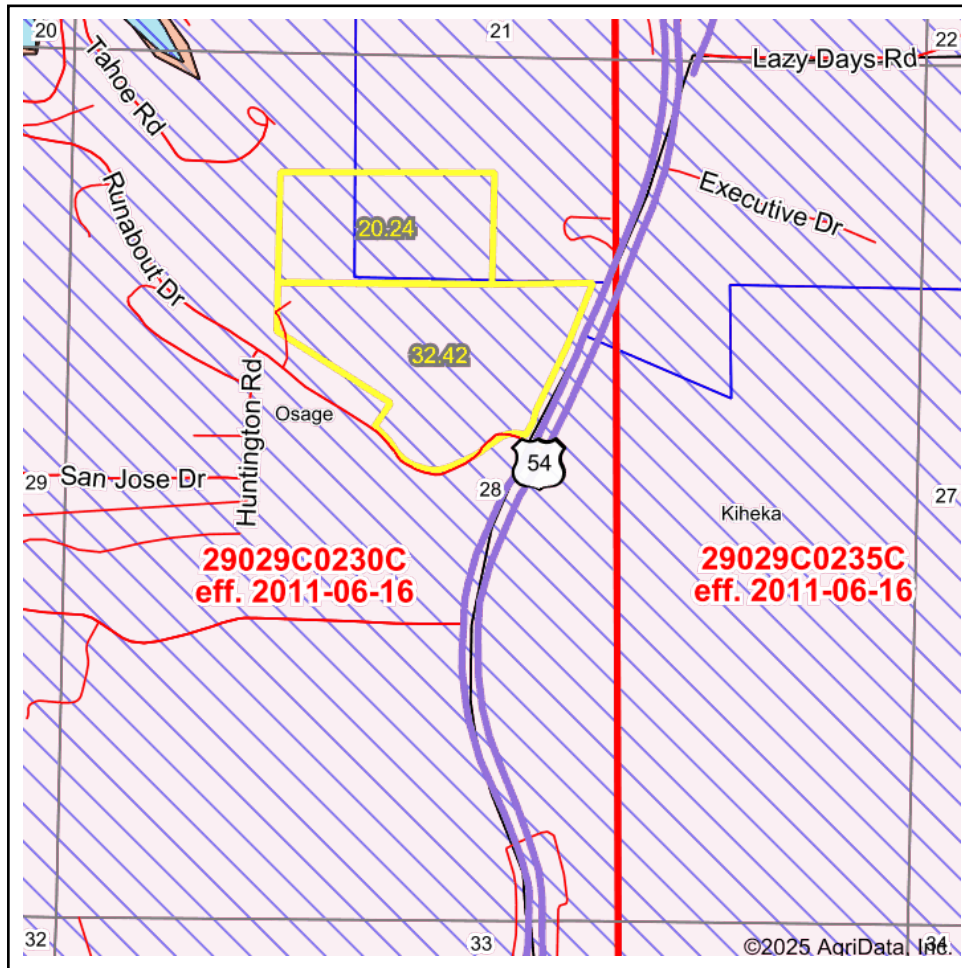 20
21
22
Tahoe Rd
Lazy Days Rd
Runabout Dr
Executive Dr
20.24
32.42
Huntington Rd
Osage
54
29
San Jose Dr
28
27
Kiheka
29029C0230C
eff. 2011-06-16
29029C0235C
eff. 2011-06-16
32
33
34
©2025 AgriData, Inc.